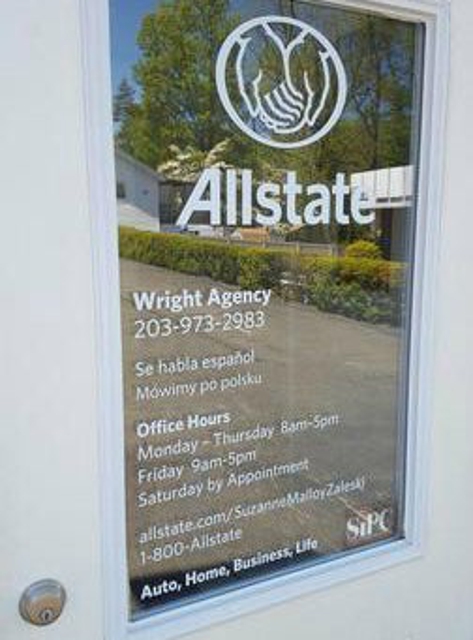 Allstate
Wright Agency
203-973-2983
Se habla español
Mówimy po polsku
Office Hours
Monday – Thursday 8am-5pm
Friday 9am-5pm
Saturday by Appointment
allstate.com/SuzanneMalloyZaleski
1-800-Allstate
SiPC
Auto, Home, Business, Life